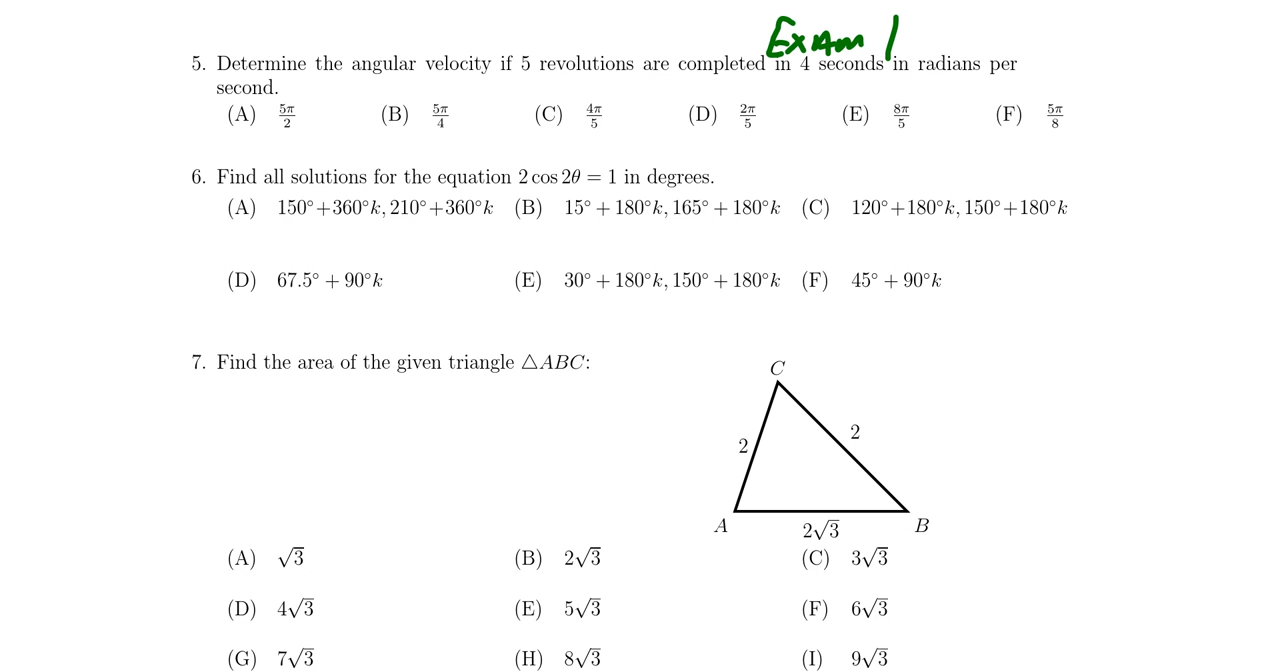 Exam 1
5. Determine the angular velocity if 5 revolutions are completed in 4 seconds in radians per
second.
(A) 5π/2 (B) 5π/4 (C) 4π/5 (D) 2π/5 (E) 8π/5 (F) 5π/8
6. Find all solutions for the equation 2 cos 2θ = 1 in degrees.
(A) 150°+360°k, 210°+360°k (B) 15° + 180°k, 165° + 180°k (C) 120°+180°k, 150°+180°k
(D) 67.5° + 90°k (E) 30° + 180°k, 150° + 180°k (F) 45° + 90°k
7. Find the area of the given triangle △ABC:
C
2
2
A B
2√3
(A) √3 (B) 2√3 (C) 3√3
(D) 4√3 (E) 5√3 (F) 6√3
(G) 7√3 (H) 8√3 (I) 9√3